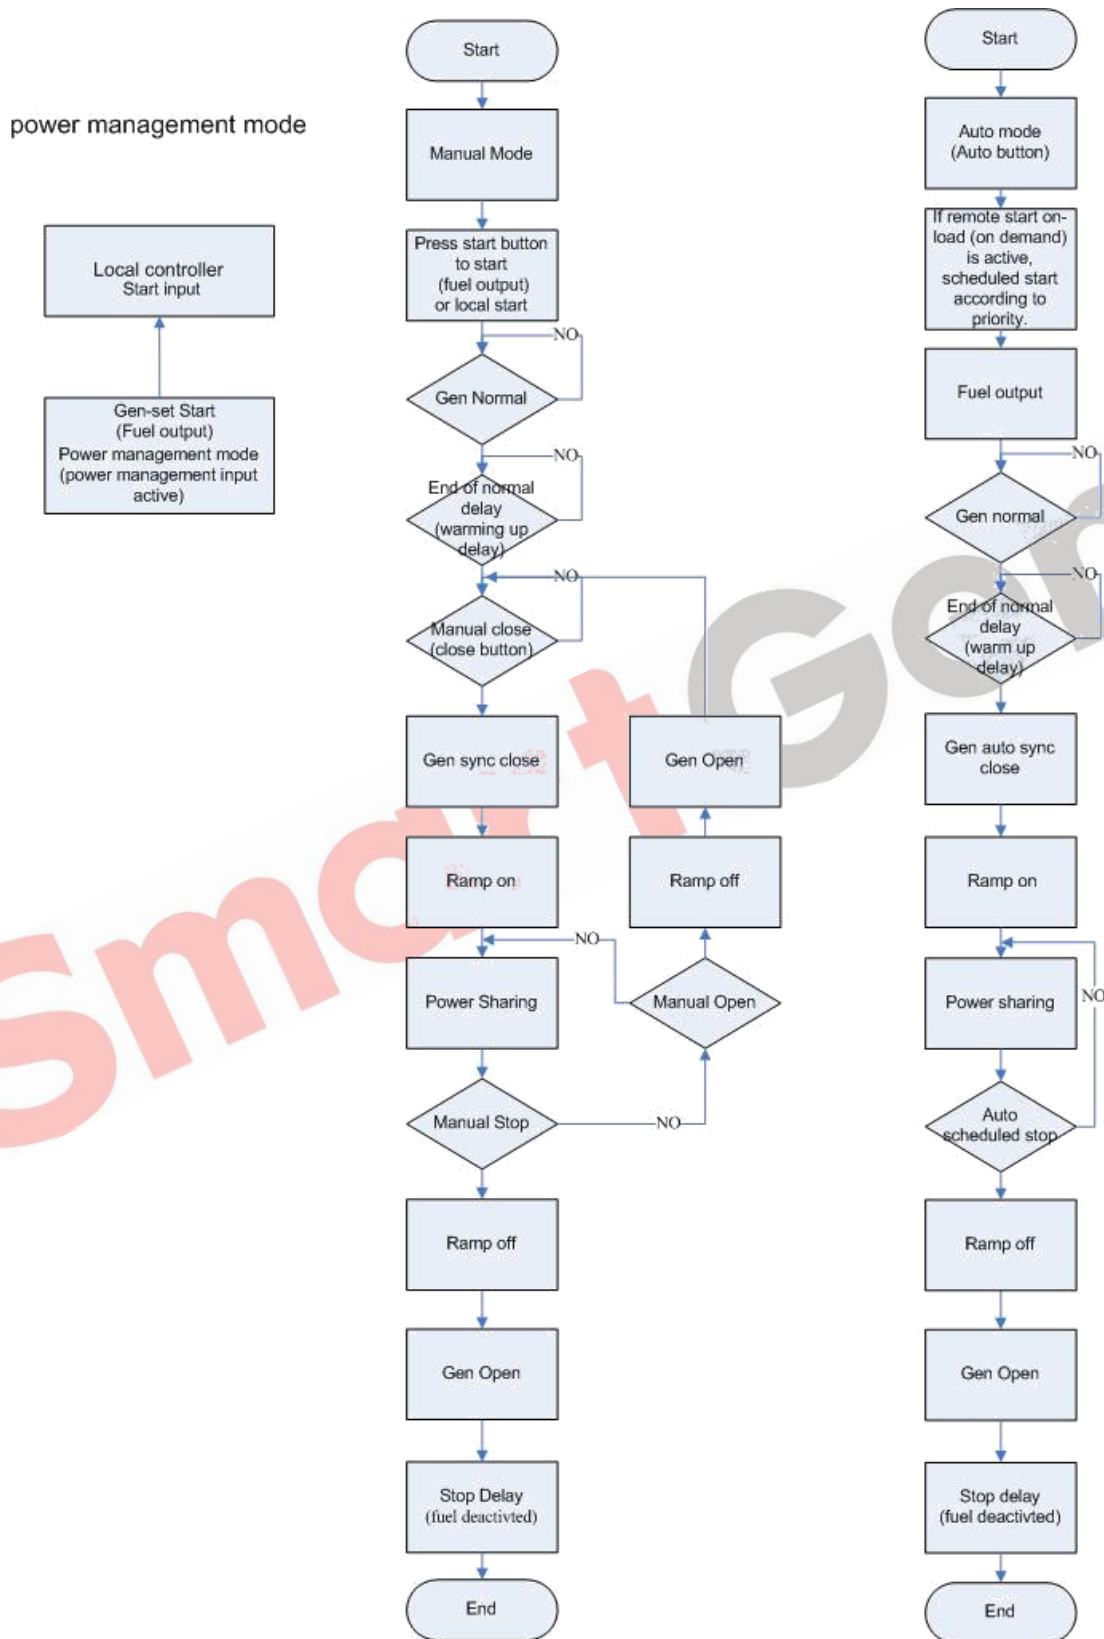 power management mode
Local controller
Start input
Gen-set Start
(Fuel output)
Power management mode
(power management input
active)
Start
Manual Mode
Press start button
to start
(fuel output)
or local start
NO
Gen Normal
NO
End of normal
delay
(warming up
delay)
NO
Manual close
(close button)
Gen sync close
Gen Open
Ramp on
Ramp off
NO
Power Sharing
Manual Open
Manual Stop
NO
Ramp off
Gen Open
Stop Delay
(fuel deactivted)
End
Start
Auto mode
(Auto button)
If remote start on-
load (on demand)
is active,
scheduled start
according to
priority.
Fuel output
NO
Gen normal
NO
End of normal
delay
(warm up
delay)
Gen auto sync
close
Ramp on
Power sharing
NO
Auto
scheduled stop
Ramp off
Gen Open
Stop delay
(fuel deactivted)
End
SmartGen